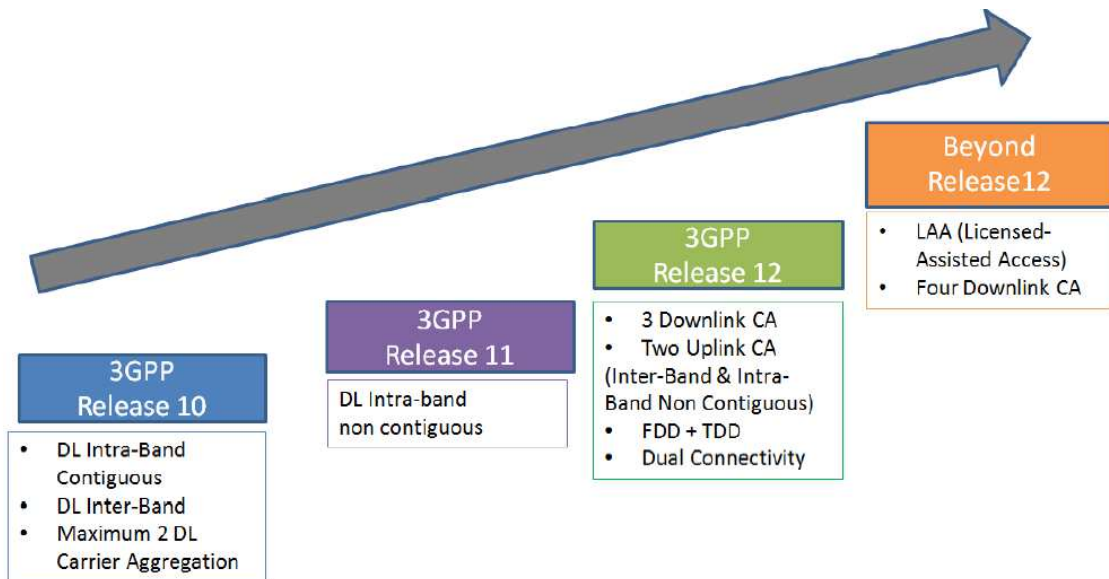 3GPP
Release 10
• DL Intra-Band
Contiguous
• DL Inter-Band
• Maximum 2 DL
Carrier Aggregation
3GPP
Release 11
DL Intra-band
non contiguous
3GPP
Release 12
• 3 Downlink CA
• Two Uplink CA
(Inter-Band & Intra-
Band Non Contiguous)
• FDD + TDD
• Dual Connectivity
Beyond
Release12
• LAA (Licensed-
Assisted Access)
• Four Downlink CA